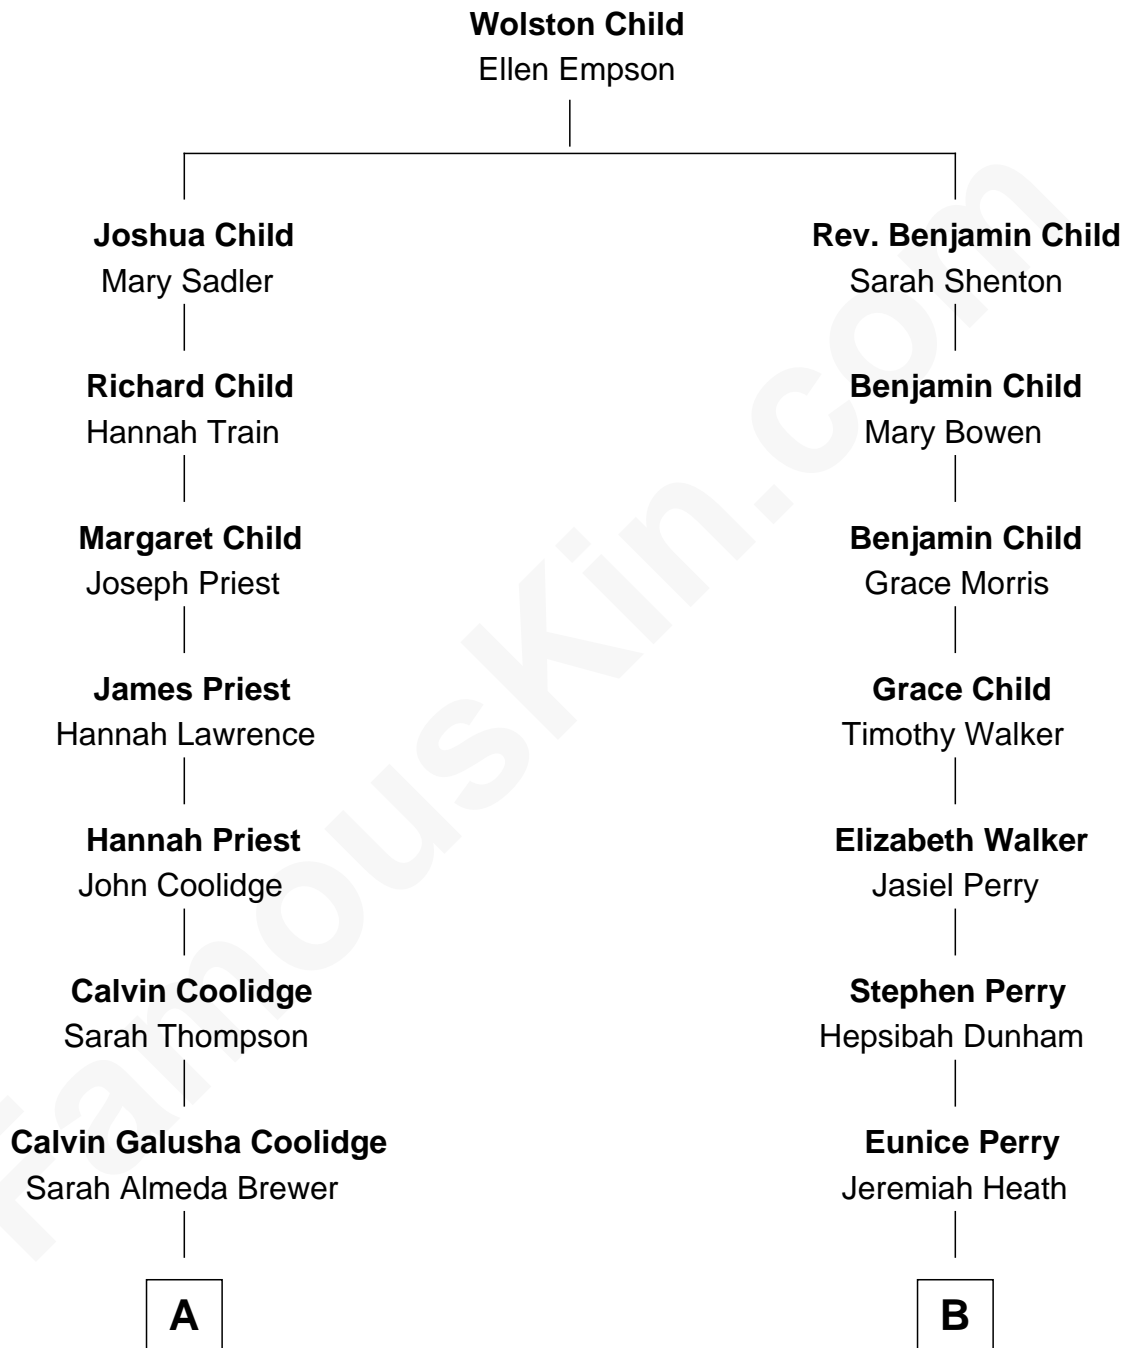 Wolston Child
Ellen Empson
Joshua Child
Mary Sadler
Rev. Benjamin Child
Sarah Shenton
Richard Child
Hannah Train
Benjamin Child
Mary Bowen
Margaret Child
Joseph Priest
Benjamin Child
Grace Morris
James Priest
Hannah Lawrence
Grace Child
Timothy Walker
Hannah Priest
John Coolidge
Elizabeth Walker
Jasiel Perry
Calvin Coolidge
Sarah Thompson
Stephen Perry
Hepsibah Dunham
Calvin Galusha Coolidge
Sarah Almeda Brewer
Eunice Perry
Jeremiah Heath
A
B
FamousKin.com